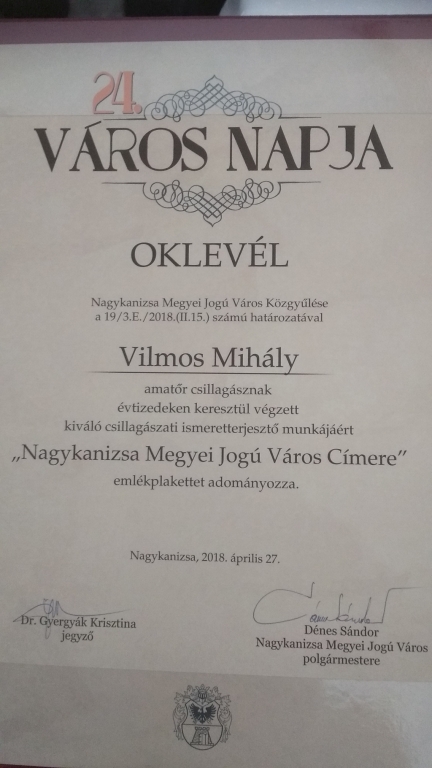 24.
VÁROS NAPJA
OKLEVÉL
Nagykanizsa Megyei Jogú Város Közgyűlése
a 19/3.E./2018.(II.15.) számú határozatával
Vilmos Mihály
amatőr csillagásznak
évtizedeken keresztül végzett
kiváló csillagászati ismeretterjesztő munkájáért
„Nagykanizsa Megyei Jogú Város Címere”
emlékplakettet adományozza.
Nagykanizsa, 2018. április 27.
Dr. Gyergyák Krisztina
jegyző
Dénes Sándor
Nagykanizsa Megyei Jogú Város
polgármestere